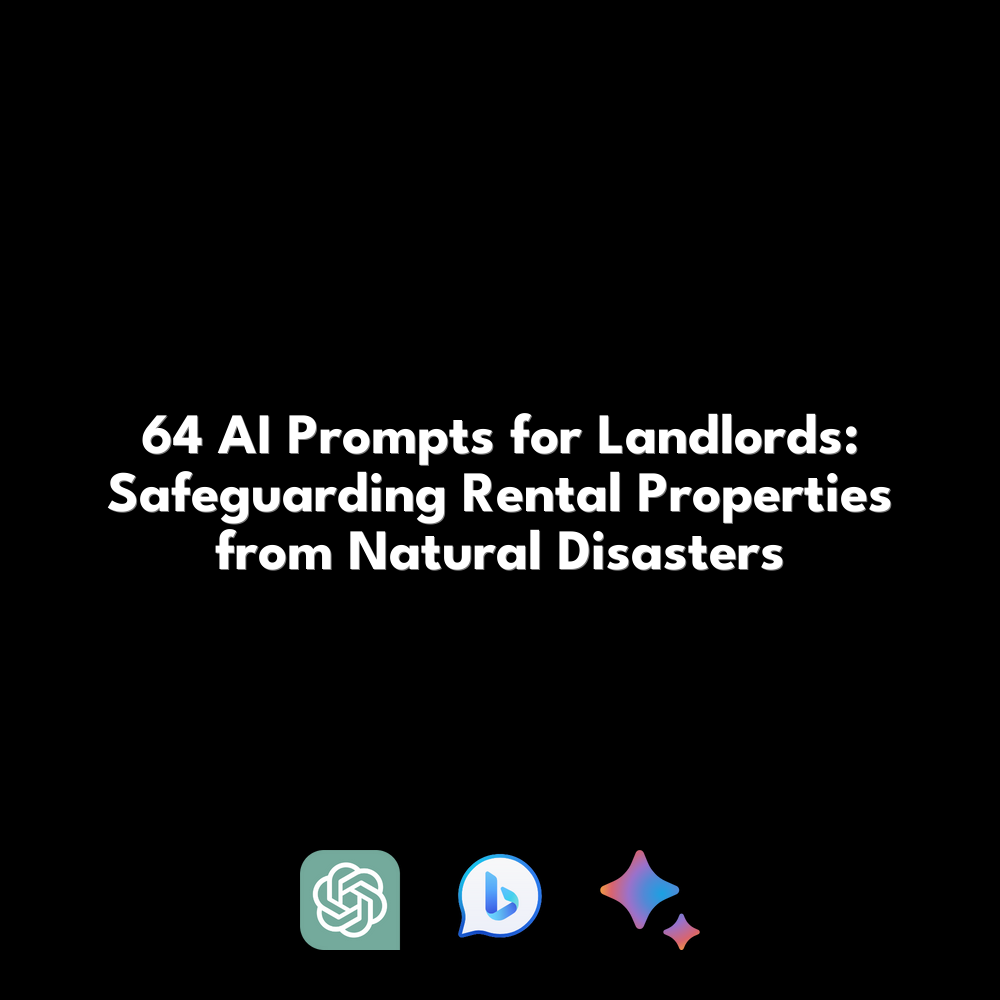 64 AI Prompts for Landlords:
Safeguarding Rental Properties
from Natural Disasters